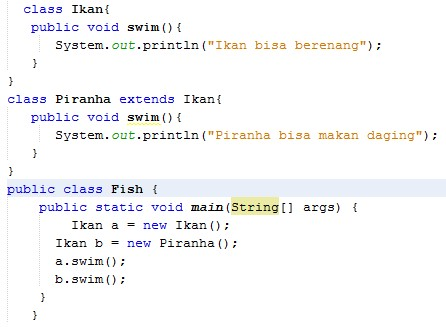 class Ikan{
public void swim(){
System.out.println("Ikan bisa berenang");
}
}
class Piranha extends Ikan{
public void swim(){
System.out.println("Piranha bisa makan daging");
}
}
public class Fish {
public static void main(String[] args) {
Ikan a = new Ikan();
Ikan b = new Piranha();
a.swim();
b.swim();
}
}